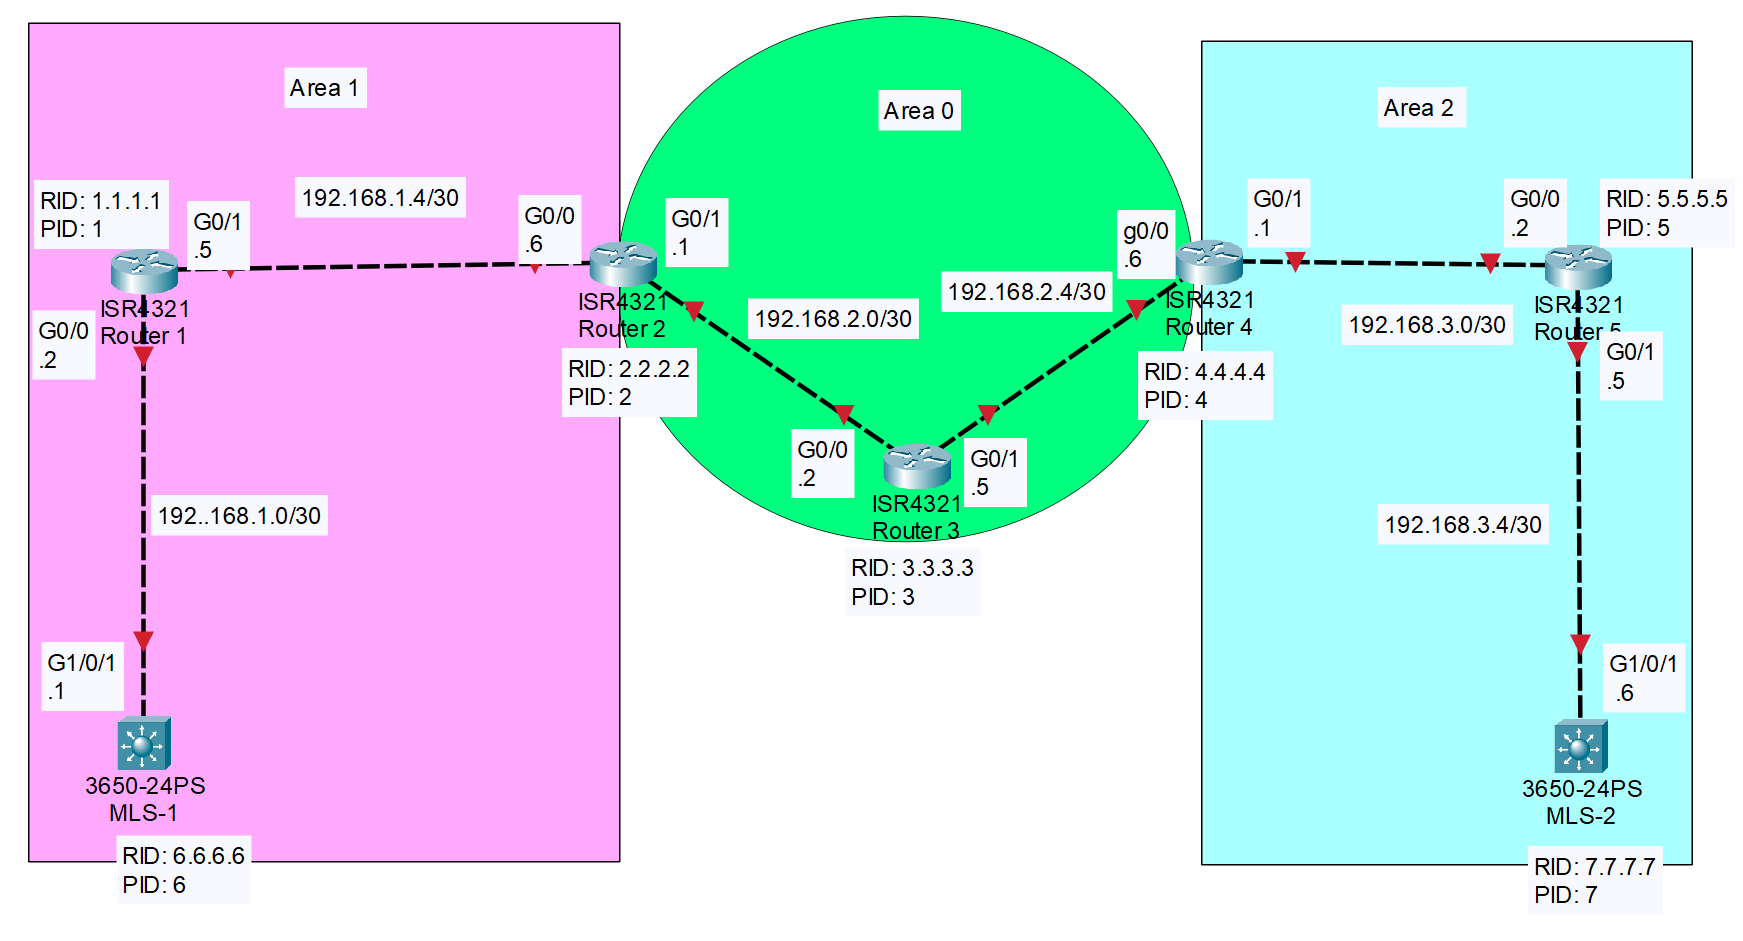 Area 1
Area 0
Area 2
RID: 1.1.1.1
PID: 1
G0/1
.5
192.168.1.4/30
G0/0
.6
G0/1
.1
g0/0
.6
G0/1
.1
G0/0
.2
RID: 5.5.5.5
PID: 5
ISR4321
Router 1
G0/0
.2
ISR4321
Router 2
RID: 2.2.2.2
PID: 2
192.168.2.0/30
192.168.2.4/30
ISR4321
Router 4
RID: 4.4.4.4
PID: 4
192.168.3.0/30
ISR4321
Router 5
G0/1
.5
G0/0
.2
G0/1
.5
ISR4321
Router 3
RID: 3.3.3.3
PID: 3
192..168.1.0/30
192.168.3.4/30
G1/0/1
.1
G1/0/1
.6
3650-24PS
MLS-1
RID: 6.6.6.6
PID: 6
3650-24PS
MLS-2
RID: 7.7.7.7
PID: 7